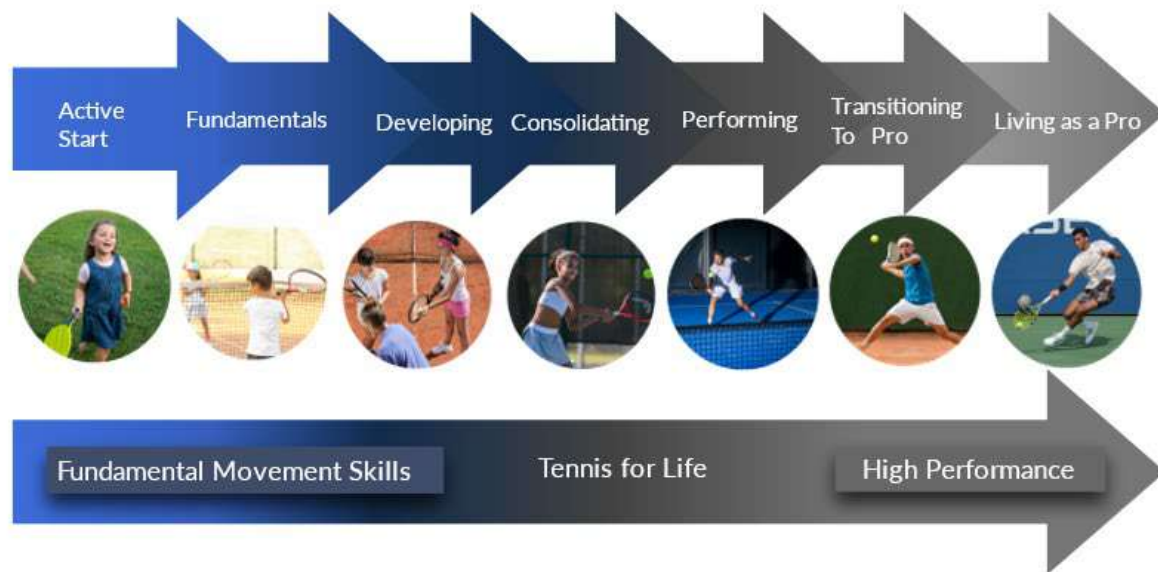 Active
Start
Fundamentals
Developing
Consolidating
Performing
Transitioning
To Pro
Living as a Pro
Fundamental Movement Skills
Tennis for Life
High Performance